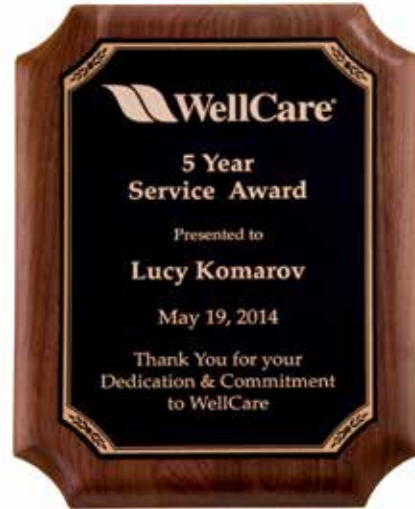 WellCare®
5 Year
Service Award
Presented to
Lucy Komarov
May 19, 2014
Thank You for your
Dedication & Commitment
to WellCare